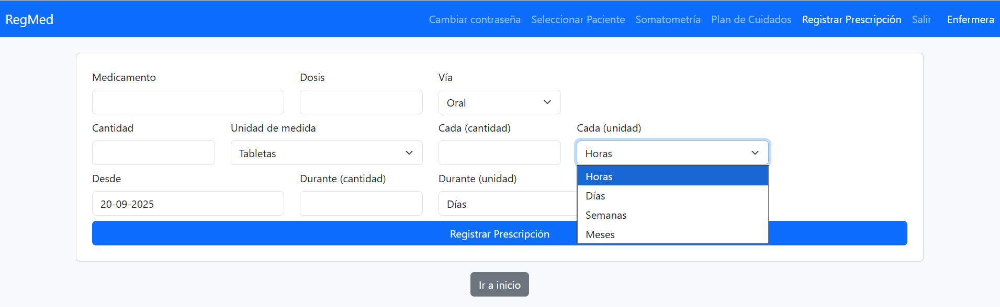 RegMed Cambiar contraseña Seleccionar Paciente Somatometría Plan de Cuidados Registrar Prescripción Salir Enfermera
Medicamento Dosis Vía
Oral
Cantidad Unidad de medida Cada (cantidad) Cada (unidad)
Tabletas Horas
Horas
Desde Durante (cantidad) Durante (unidad)
Días
20-09-2025 Días
Semanas
Registrar Prescripción Meses
Ir a inicio